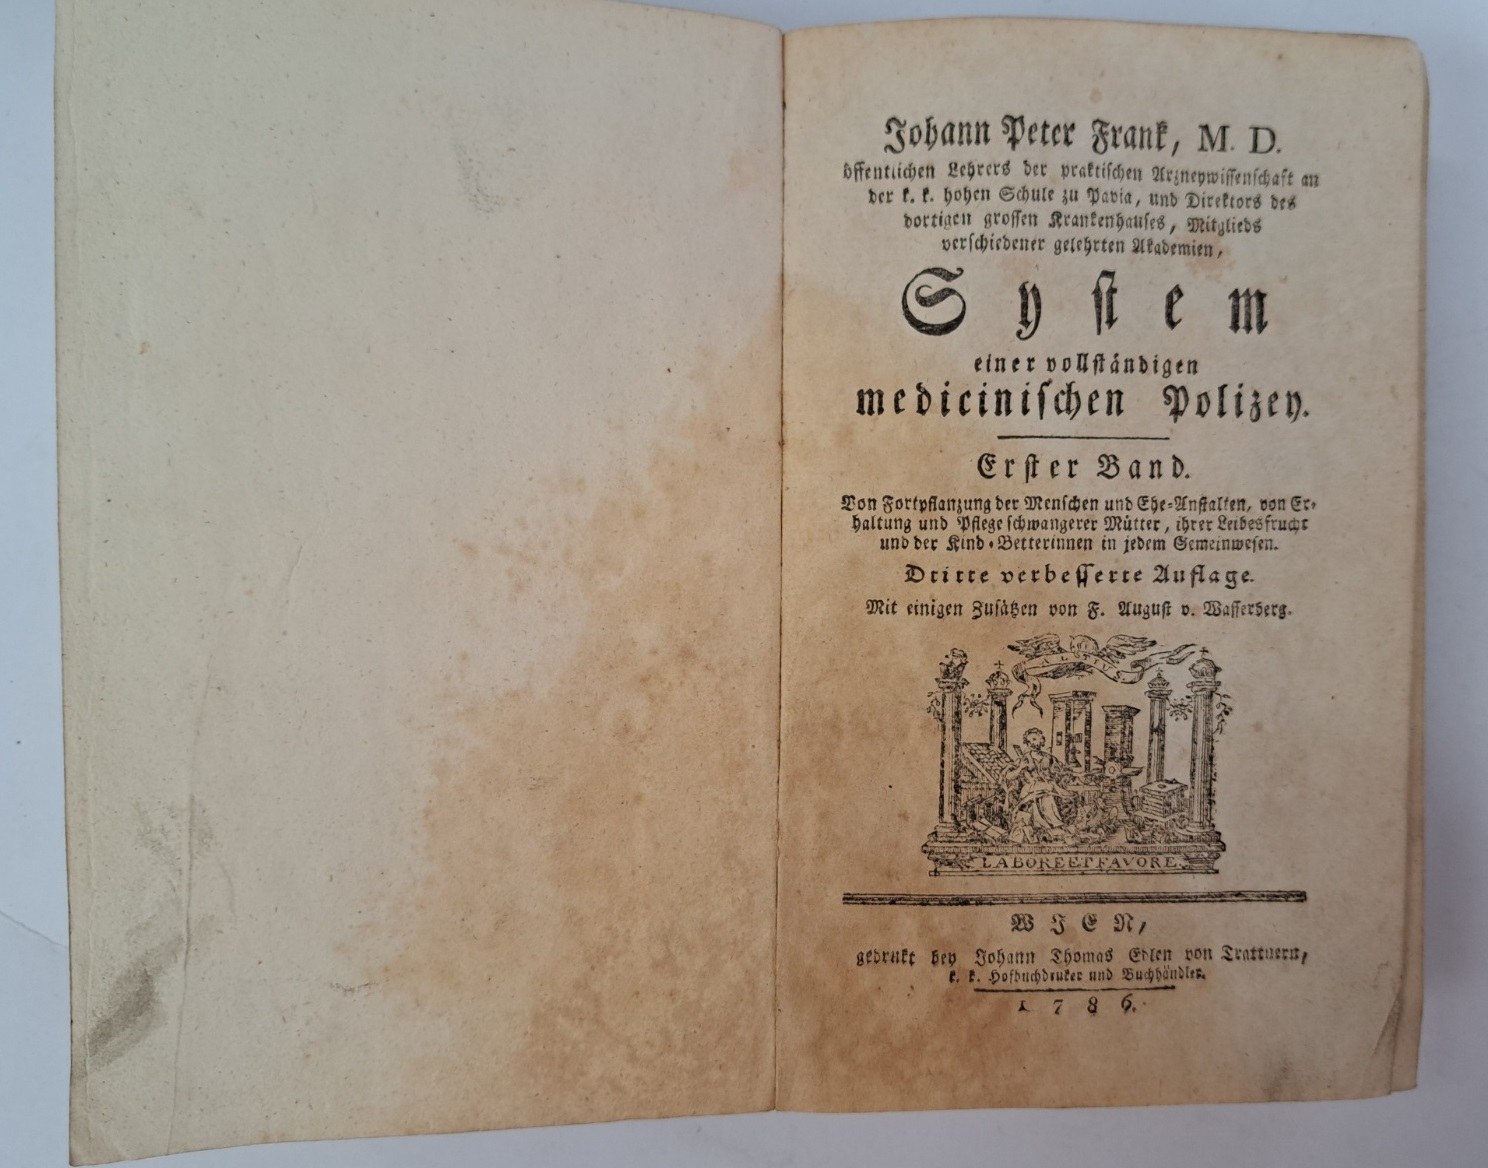 Johann Peter Frank, M. D.
öffentlichen Lehrers der praktischen Arzneywissenschaft an
der k. k. hohen Schule zu Pavia, und Direktors des
dortigen grossen Krankenhauses, Mitglieds
verschiedener gelehrten Akademien,
System
einer vollständigen
medicinischen Polizey.
Erster Band.
Von Fortpflanzung der Menschen und Ehe-Anstalten, von Er-
haltung und Pflege schwangerer Mütter, ihrer Leibesfrucht
und der Kind-Betterinnen in jedem Gemeinwesen.
Dritte verbesserte Auflage.
Mit einigen Zusätzen von F. August v. Wasserberg.
LABORE ET FAVORE.
WIEN,
gedrukt bey Johann Thomas Edlen von Trattnern,
k. k. Hofbuchdruker und Buchhändler.
1786.